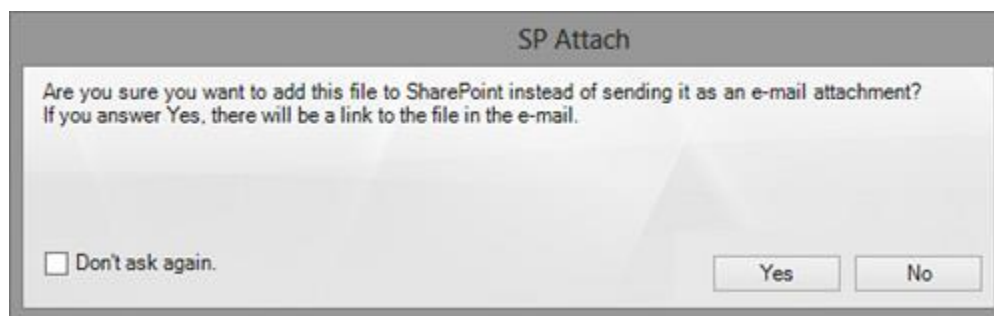 SP Attach
Are you sure you want to add this file to SharePoint instead of sending it as an e-mail attachment?
If you answer Yes, there will be a link to the file in the e-mail.
Don't ask again.
Yes
No